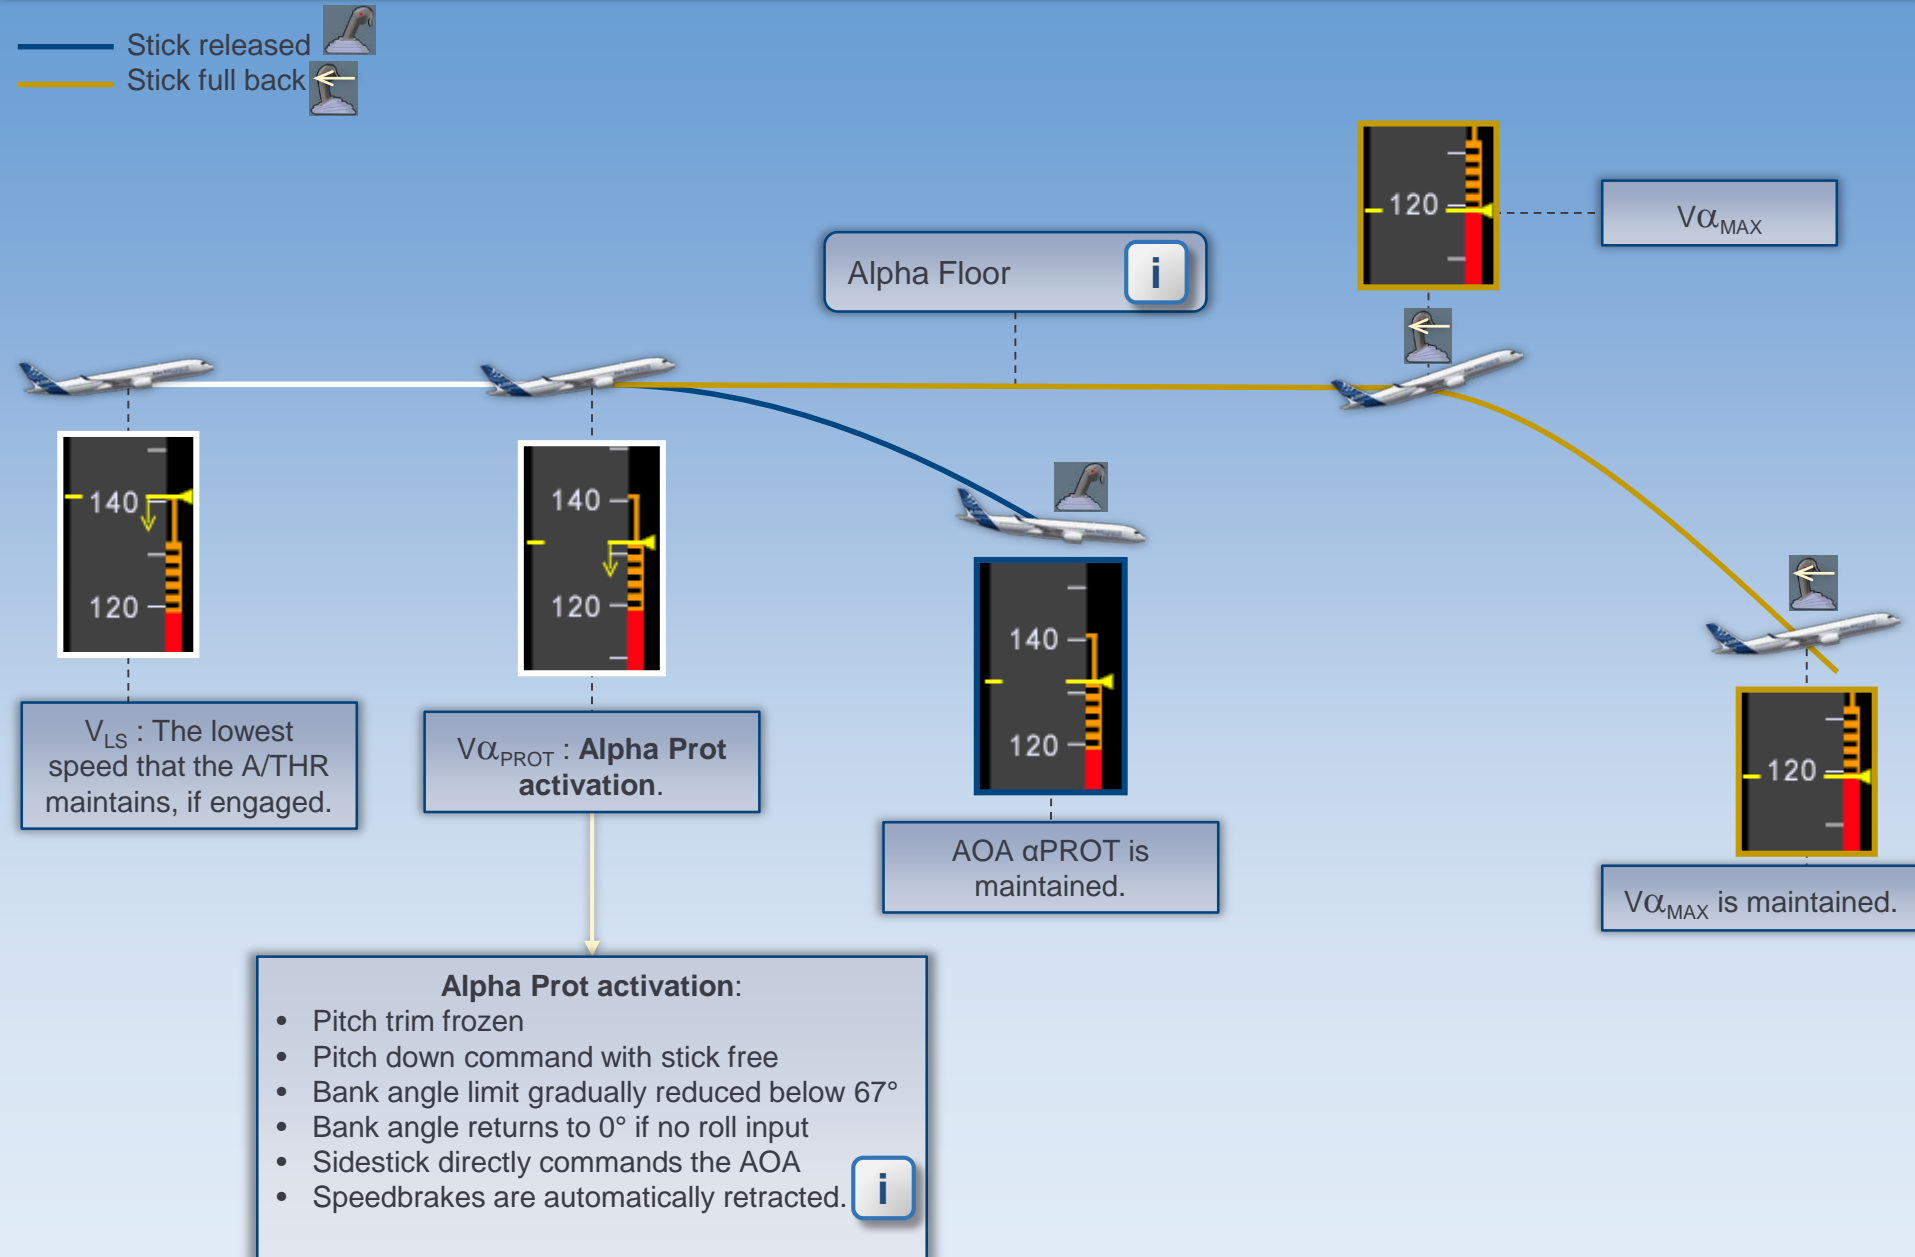 Stick released
Stick full back
120
Vα MAX
Alpha Floor
i
140
120
140
120
140
120
120
VLS : The lowest
speed that the A/THR
maintains, if engaged.
VαPROT : Alpha Prot
activation.
AOA αPROT is
maintained.
VαMAX is maintained.
Alpha Prot activation:
• Pitch trim frozen
• Pitch down command with stick free
• Bank angle limit gradually reduced below 67°
• Bank angle returns to 0° if no roll input
• Sidestick directly commands the AOA
• Speedbrakes are automatically retracted.
i